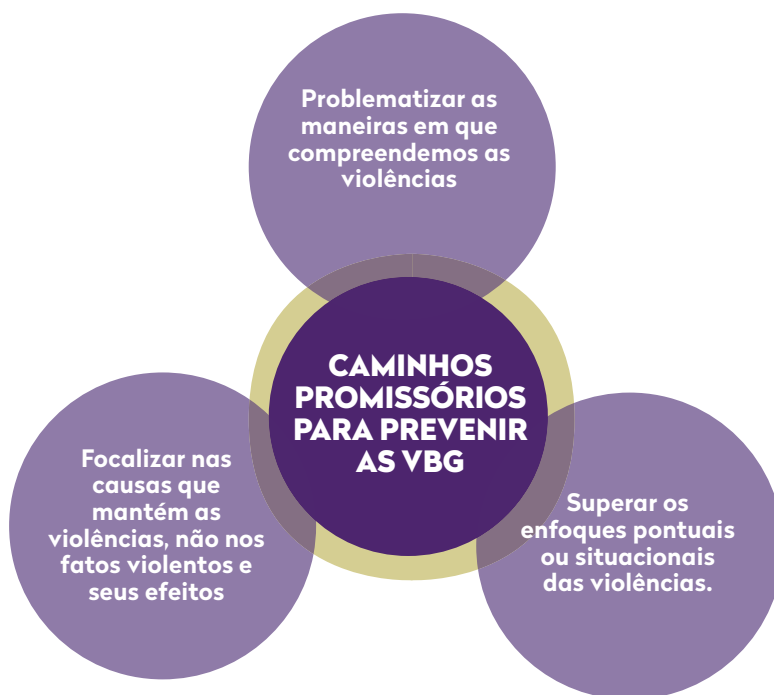 Problematizar as
maneiras em que
compreendemos as
violências
CAMINHOS
PROMISSÓRIOS
PARA PREVENIR
AS VBG
Focalizar nas
causas que
mantém as
violências, não nos
fatos violentos e
seus efeitos
Superar os
enfoques pontuais
ou situacionais
das violências.